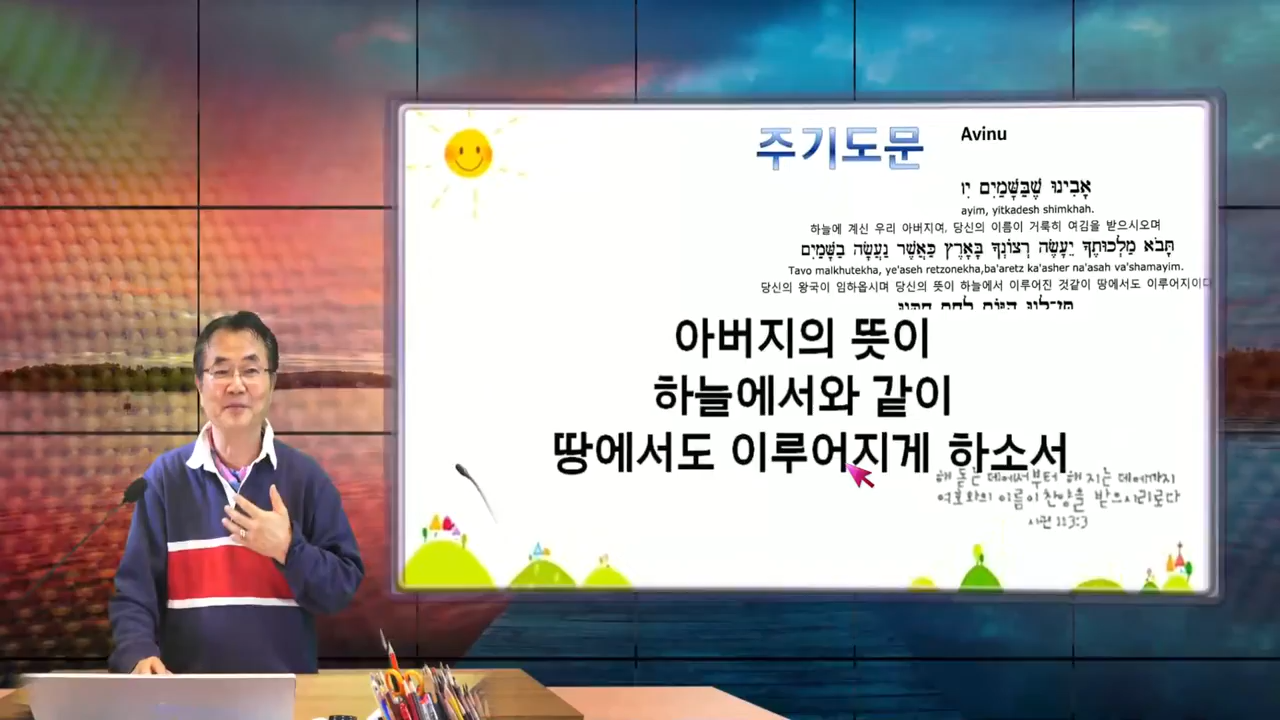 주기도문
Avinu
אָבִינוּ שֶׁבַּשָּׁמַיִם יִו
ayim, yitkadesh shimkhah.
하늘에 계신 우리 아버지여, 당신의 이름이 거룩히 여김을 받으시오며
תָּבֹא מַלְכוּתֶךָ יֵעָשֶׂה רְצוֹנְךָ בָּאָרֶץ כַּאֲשֶׁר נַעֲשָׂה בַשָּׁמַיִם
Tavo malkhutekha, ye'aseh retzonekha,ba'aretz ka'asher na'asah va'shamayim.
당신의 왕국이 임하옵시며 당신의 뜻이 하늘에서 이루어진 것같이 땅에서도 이루어지이다
아버지의 뜻이
하늘에서와 같이
땅에서도 이루어지게 하소서
해 돋는 데에서부터 해 지는 데에까지
여호와의 이름이 찬양을 받으시리로다
시편 113:3